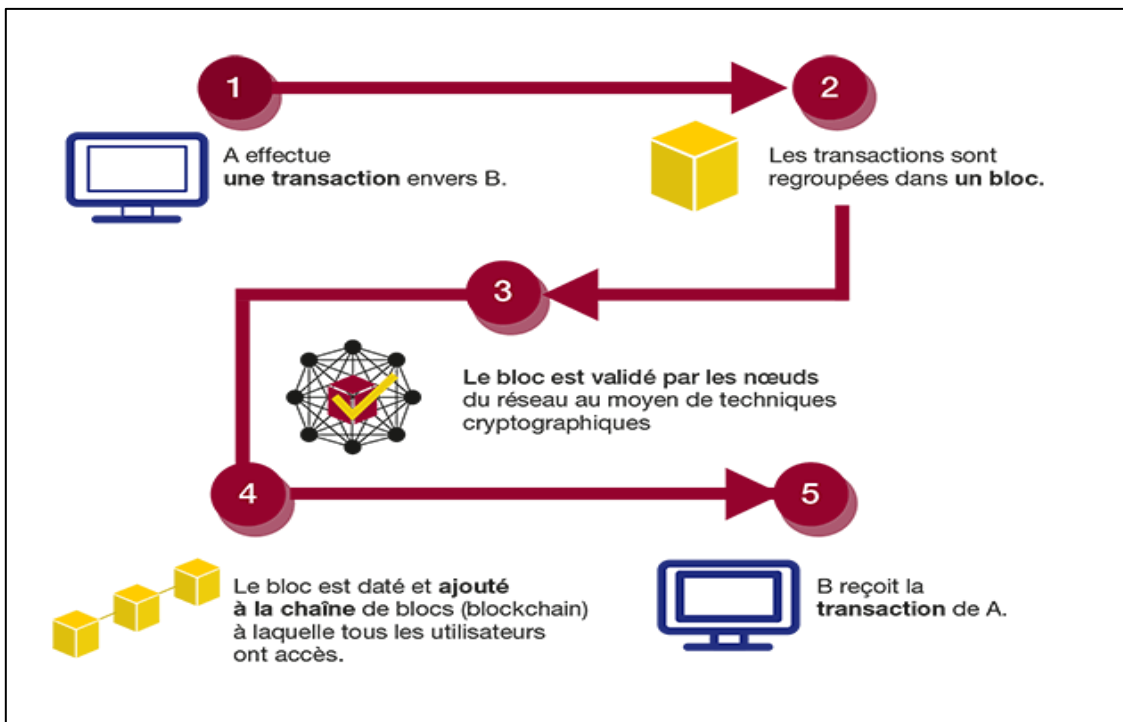 1
2
A effectue
une transaction envers B.
Les transactions sont
regroupées dans un bloc.
3
Le bloc est validé par les nœuds
du réseau au moyen de techniques
cryptographiques
4
5
Le bloc est daté et ajouté
à la chaîne de blocs (blockchain)
à laquelle tous les utilisateurs
ont accès.
B reçoit la
transaction de A.